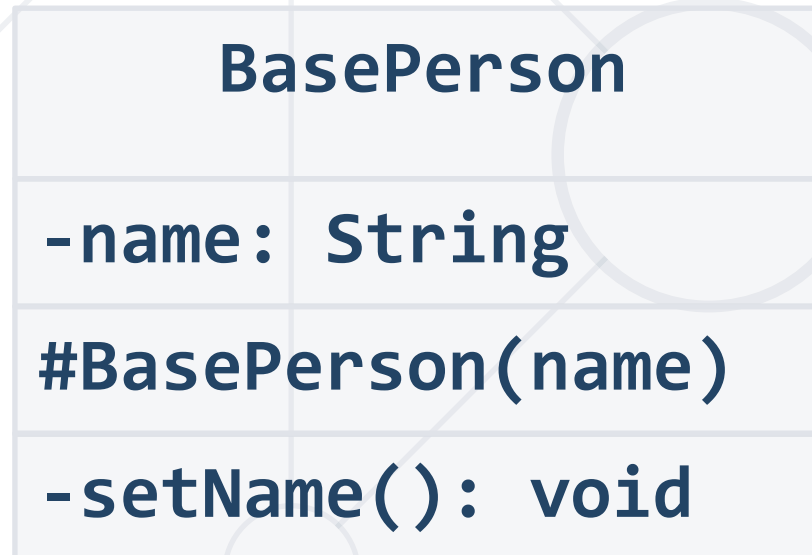 BasePerson
-name: String
#BasePerson(name)
-setName(): void